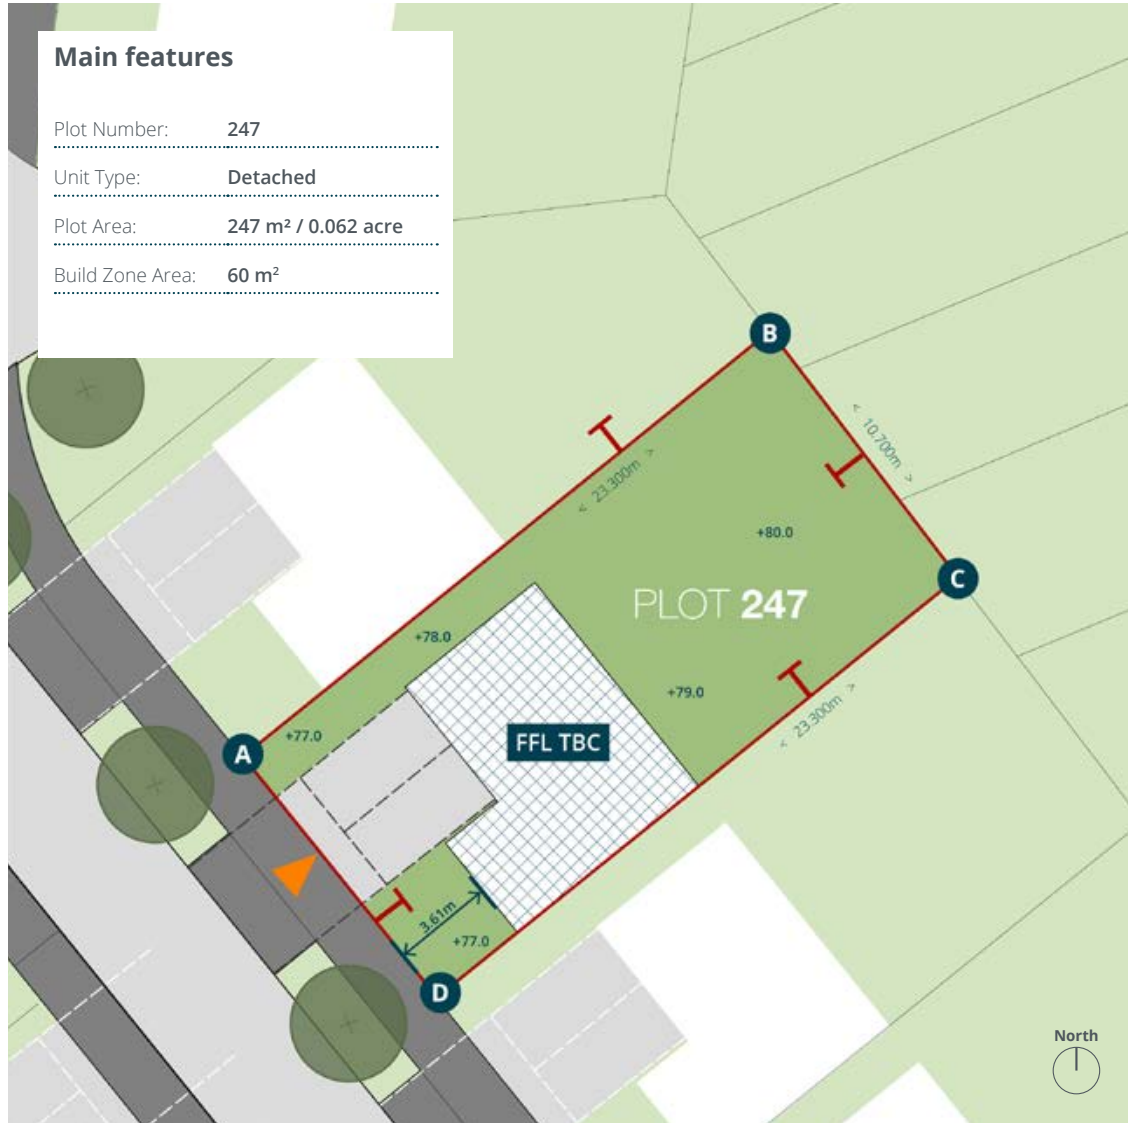 Main features
Plot Number: 247
Unit Type: Detached
Plot Area: 247 m² / 0.062 acre
Build Zone Area: 60 m²
B
< 10.700m >
< 23.300m >
+80.0
C
PLOT 247
+78.0
+79.0
< 23.300m >
+77.0
A
FFL TBC
3.61m
+77.0
D
North